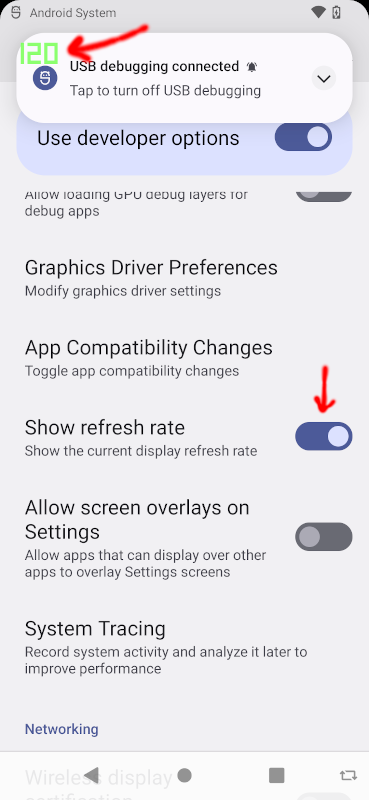 Android System
120
USB debugging connected
Tap to turn off USB debugging
Use developer options
Allow loading GPU debug layers for
debug apps
Graphics Driver Preferences
Modify graphics driver settings
App Compatibility Changes
Toggle app compatibility changes
Show refresh rate
Show the current display refresh rate
Allow screen overlays on
Settings
Allow apps that can display over other
apps to overlay Settings screens
System Tracing
Record system activity and analyze it later to
improve performance
Networking
Wireless display
certification